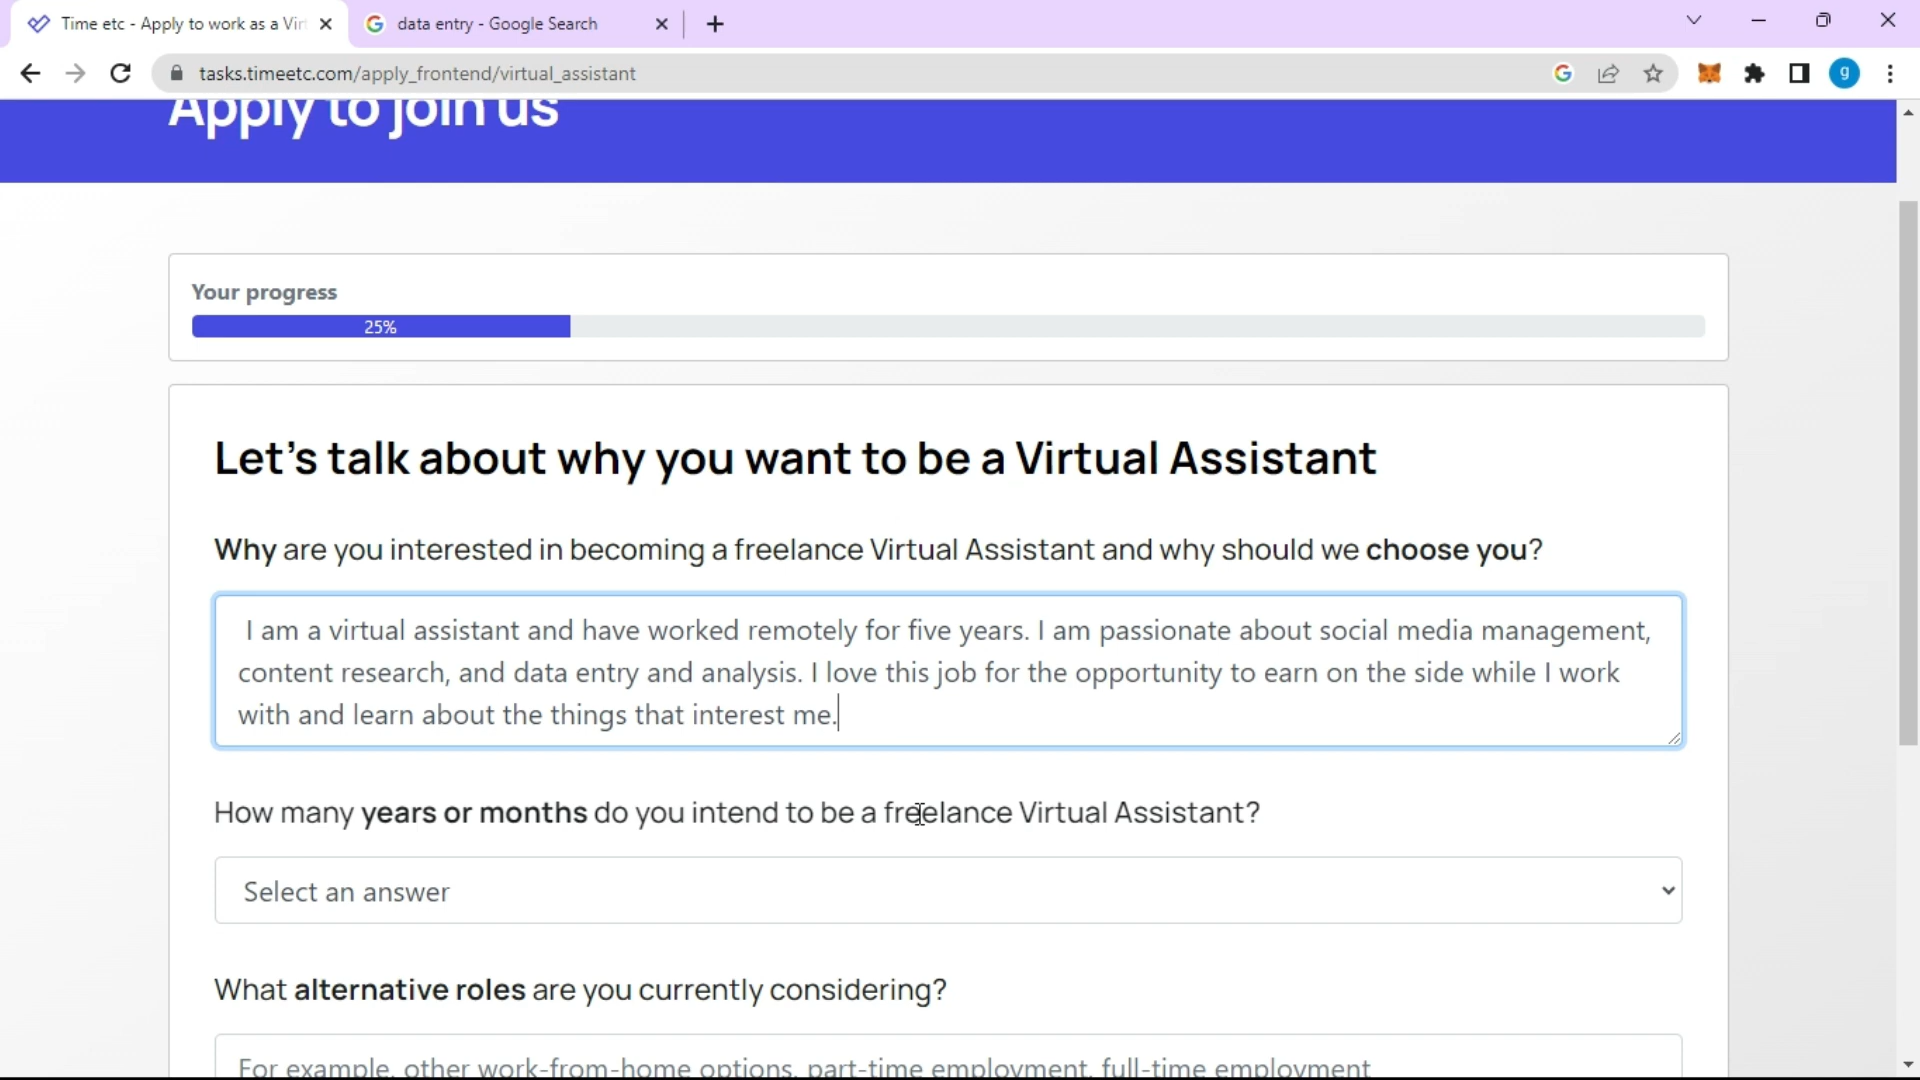 Time etc - Apply to work as a Vir
data entry - Google Search
tasks.timeetc.com/apply_frontend/virtual_assistant
g
Apply to join us
Your progress
25%
Let's talk about why you want to be a Virtual Assistant
Why are you interested in becoming a freelance Virtual Assistant and why should we choose you?
I am a virtual assistant and have worked remotely for five years. I am passionate about social media management,
content research, and data entry and analysis. I love this job for the opportunity to earn on the side while I work
with and learn about the things that interest me.
How many years or months do you intend to be a freelance Virtual Assistant?
Select an answer
What alternative roles are you currently considering?
For example, other work-from-home options, part-time employment, full-time employment